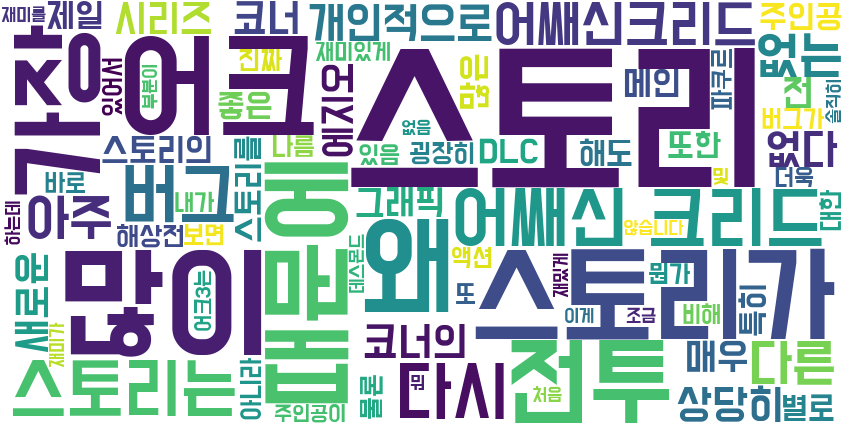 재미를
제일
시리즈
코너
개인적으로
어쌔신크리드
주인공
가장
어크
스토리
없는
있어서
부분이
진짜
좋은
재미있게
에지오
많은
메인
파쿠르
전
솔직히
버그가
스토리의
스토리를
나름
없음
있음
굉장히
DLC
해도
또한
없다
및
더욱
바로
내가
하는데
아주
버그
때문에
그래픽
어쌔신 크리드
대한
해상전
보면
왜
않습니다
많이
어크3는
데스몬드
액션
또
재밌게
스토리가
뭔가
이게
조금
비해
특히
새로운
재미가
스토리는
아니라
주인공이
물론
코너의
뭐
다시
전투
처음
매우
다른
상당히
별로